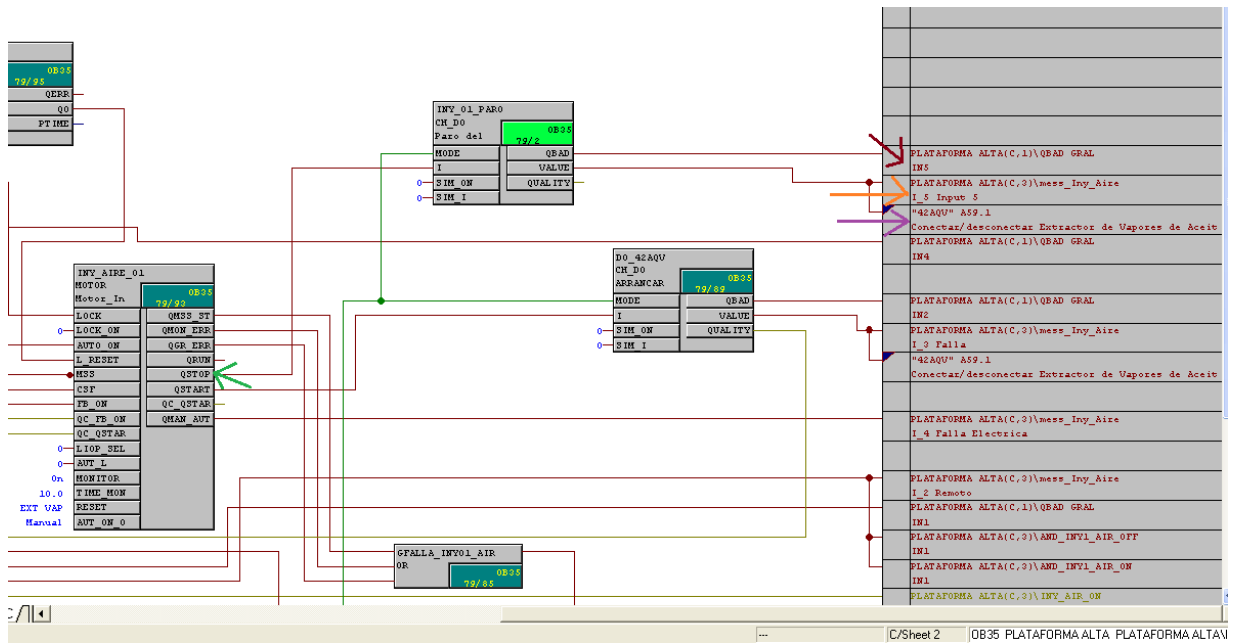 OB35
79/95
QERR
Q0
PTIME
INY_01_PARO
CH_DO
Paro del
OB35
79/2
MODE QBAD
I VALUE
0 SIM_ON QUALITY
0 SIM_I
INY_AIRE_01
MOTOR
Motor_In
OB35
79/93
LOCK QMSS_ST
0 LOCK_ON QMON_ERR
AUTO_ON QGR_ERR
L_RESET QRUN
MSS QSTOP
CSF QSTART
FB_ON QC_QSTAR
QC_FB_ON QMAN_AUT
QC_QSTAR
0 LIOP_SEL
0 AUT_L
On MONITOR
10.0 TIME_MON
EXT VAP RESET
Manual AUT_ON_O
DO_42AQV
CH_DO
ARRANCAR
OB35
79/89
MODE QBAD
I VALUE
0 SIM_ON QUALITY
0 SIM_I
GFALLA_INY01_AIR
OR
OB35
79/85
PLATAFORMA ALTA(C,1)\QBAD GRAL
IN5
PLATAFORMA ALTA(C,3)\mess_Iny_Aire
I_5 Input 5
"42AQV" A59.1
Conectar/desconectar Extractor de Vapores de Aceit
PLATAFORMA ALTA(C,1)\QBAD GRAL
IN4
PLATAFORMA ALTA(C,1)\QBAD GRAL
IN2
PLATAFORMA ALTA(C,3)\mess_Iny_Aire
I_3 Falla
"42AQV" A59.1
Conectar/desconectar Extractor de Vapores de Aceit
PLATAFORMA ALTA(C,3)\mess_Iny_Aire
I_4 Falla Electrica
PLATAFORMA ALTA(C,3)\mess_Iny_Aire
I_2 Remoto
PLATAFORMA ALTA(C,1)\QBAD GRAL
IN1
PLATAFORMA ALTA(C,3)\AND_INY1_AIR_OFF
IN1
PLATAFORMA ALTA(C,3)\AND_INY1_AIR_ON
IN1
PLATAFORMA ALTA(C,3)\INY_AIR_ON
---
C/Sheet 2
OB35 PLATAFORMA ALTA PLATAFORMA ALTA\I